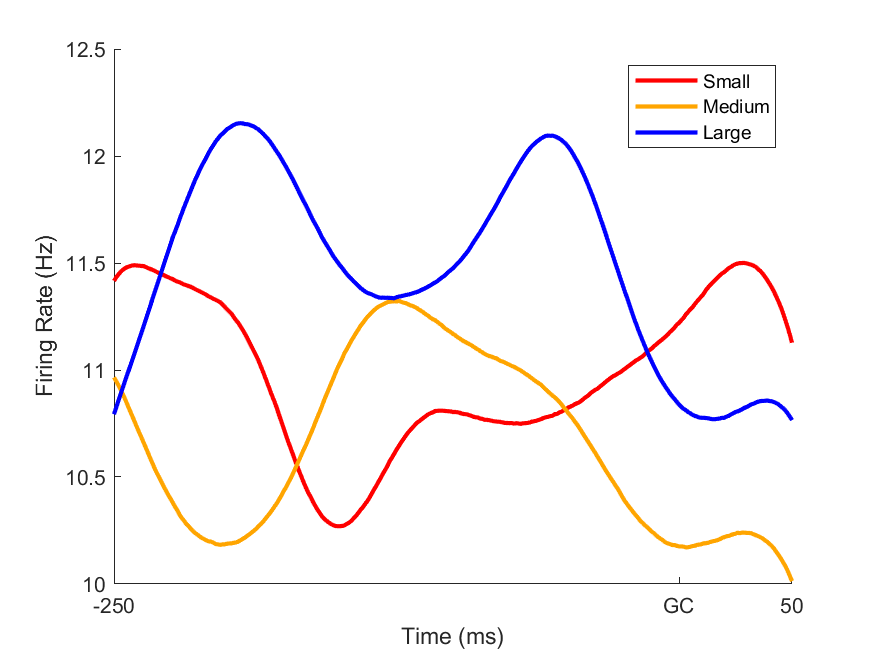 12.5
12
11.5
11
10.5
10
Firing Rate (Hz)
Small
Medium
Large
-250
GC
50
Time (ms)